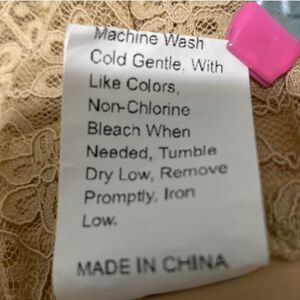 Machine Wash
Cold Gentle, With
Like Colors,
Non-Chlorine
Bleach When
Needed, Tumble
Dry Low, Remove
Promptly, Iron
Low.
MADE IN CHINA